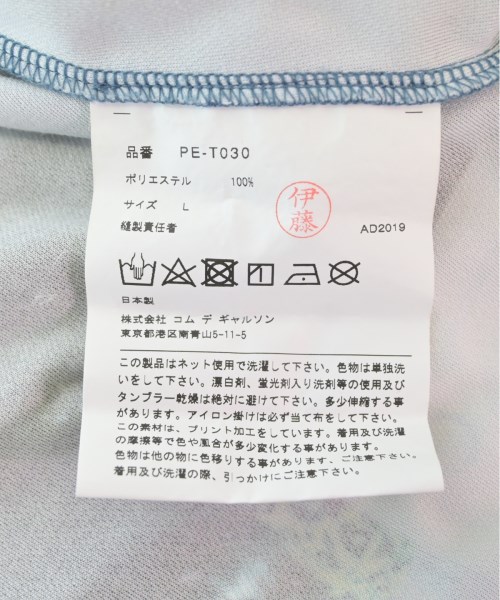 品番 PE-T030
ポリエステル 100%
サイズ L
縫製責任者
伊藤
AD2019
日本製
株式会社 コム デ ギャルソン
東京都港区南青山5-11-5
この製品はネット使用で洗濯して下さい。色物は単独洗
いをして下さい。漂白剤、蛍光剤入り洗剤等の使用及び
タンブラー乾燥は絶対に避けて下さい。多少伸縮する事
があります。アイロン掛けは必ず当て布をして下さい。
この素材は、プリント加工をしています。着用及び洗濯
の摩擦等で色や風合が多少変化する事があります。
色物は他の物に色移りする事があります。ご注意下さい。
着用及び洗濯の際、引っかけにご注意下さい。